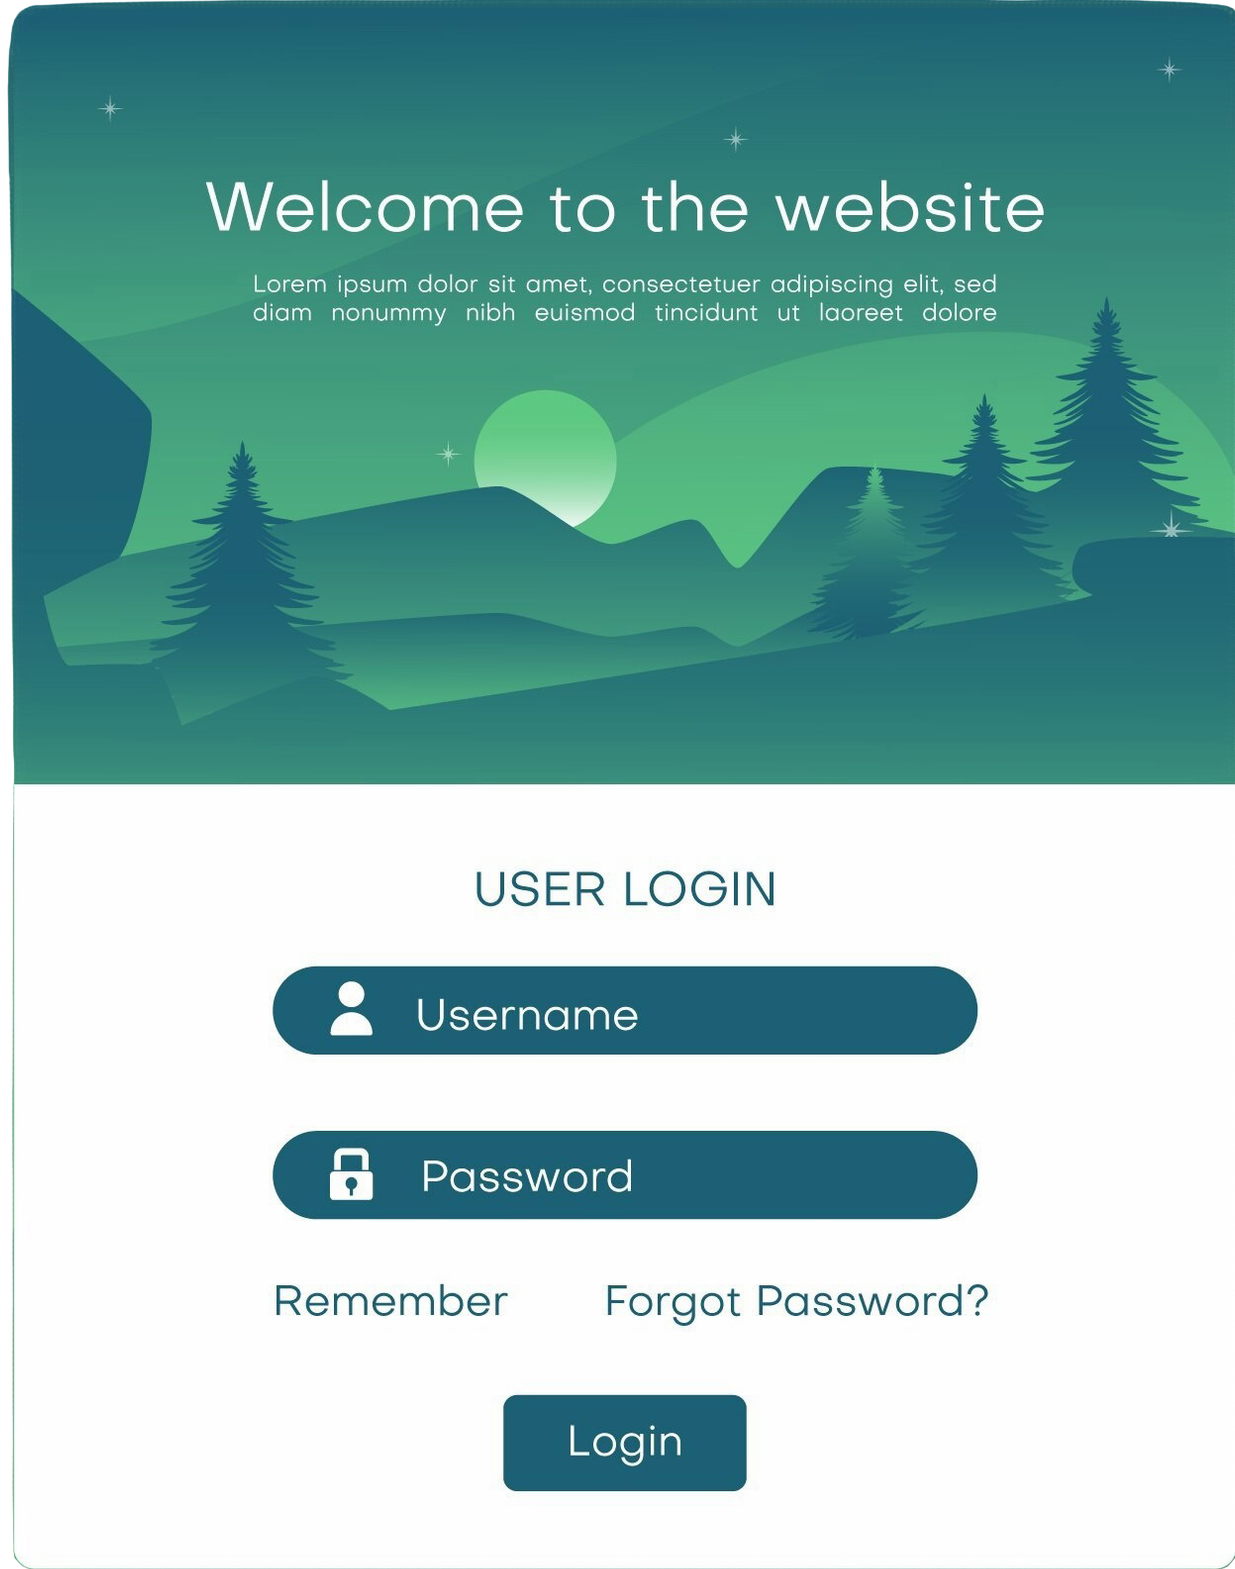 Welcome to the website
Lorem ipsum dolor sit amet, consectetuer adipiscing elit, sed
diam nonummy nibh euismod tincidunt ut laoreet dolore
USER LOGIN
Username
Password
Remember
Forgot Password?
Login